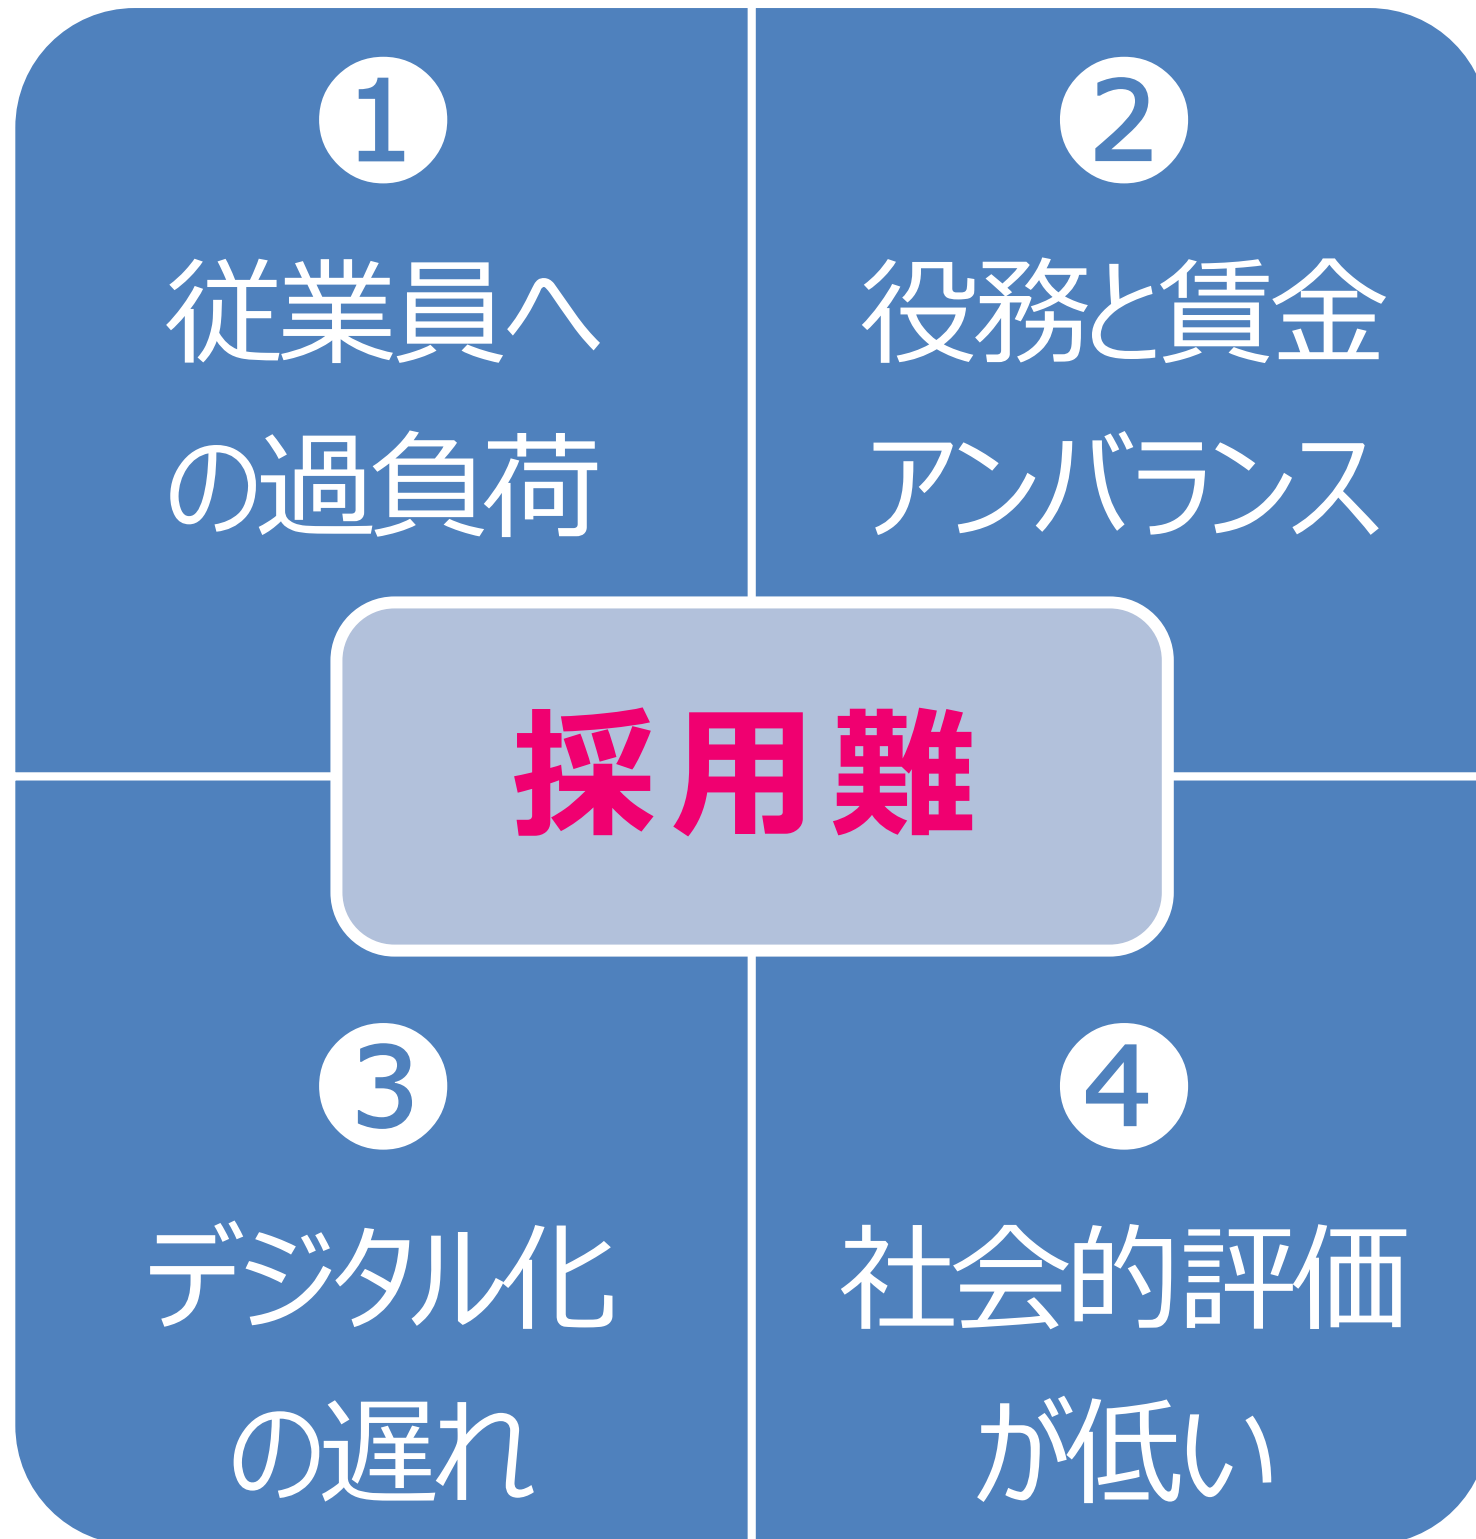 ❶
従業員へ
の過負荷
❷
役務と賃金
アンバランス
採用難
❸
デジタル化
の遅れ
❹
社会的評価
が低い